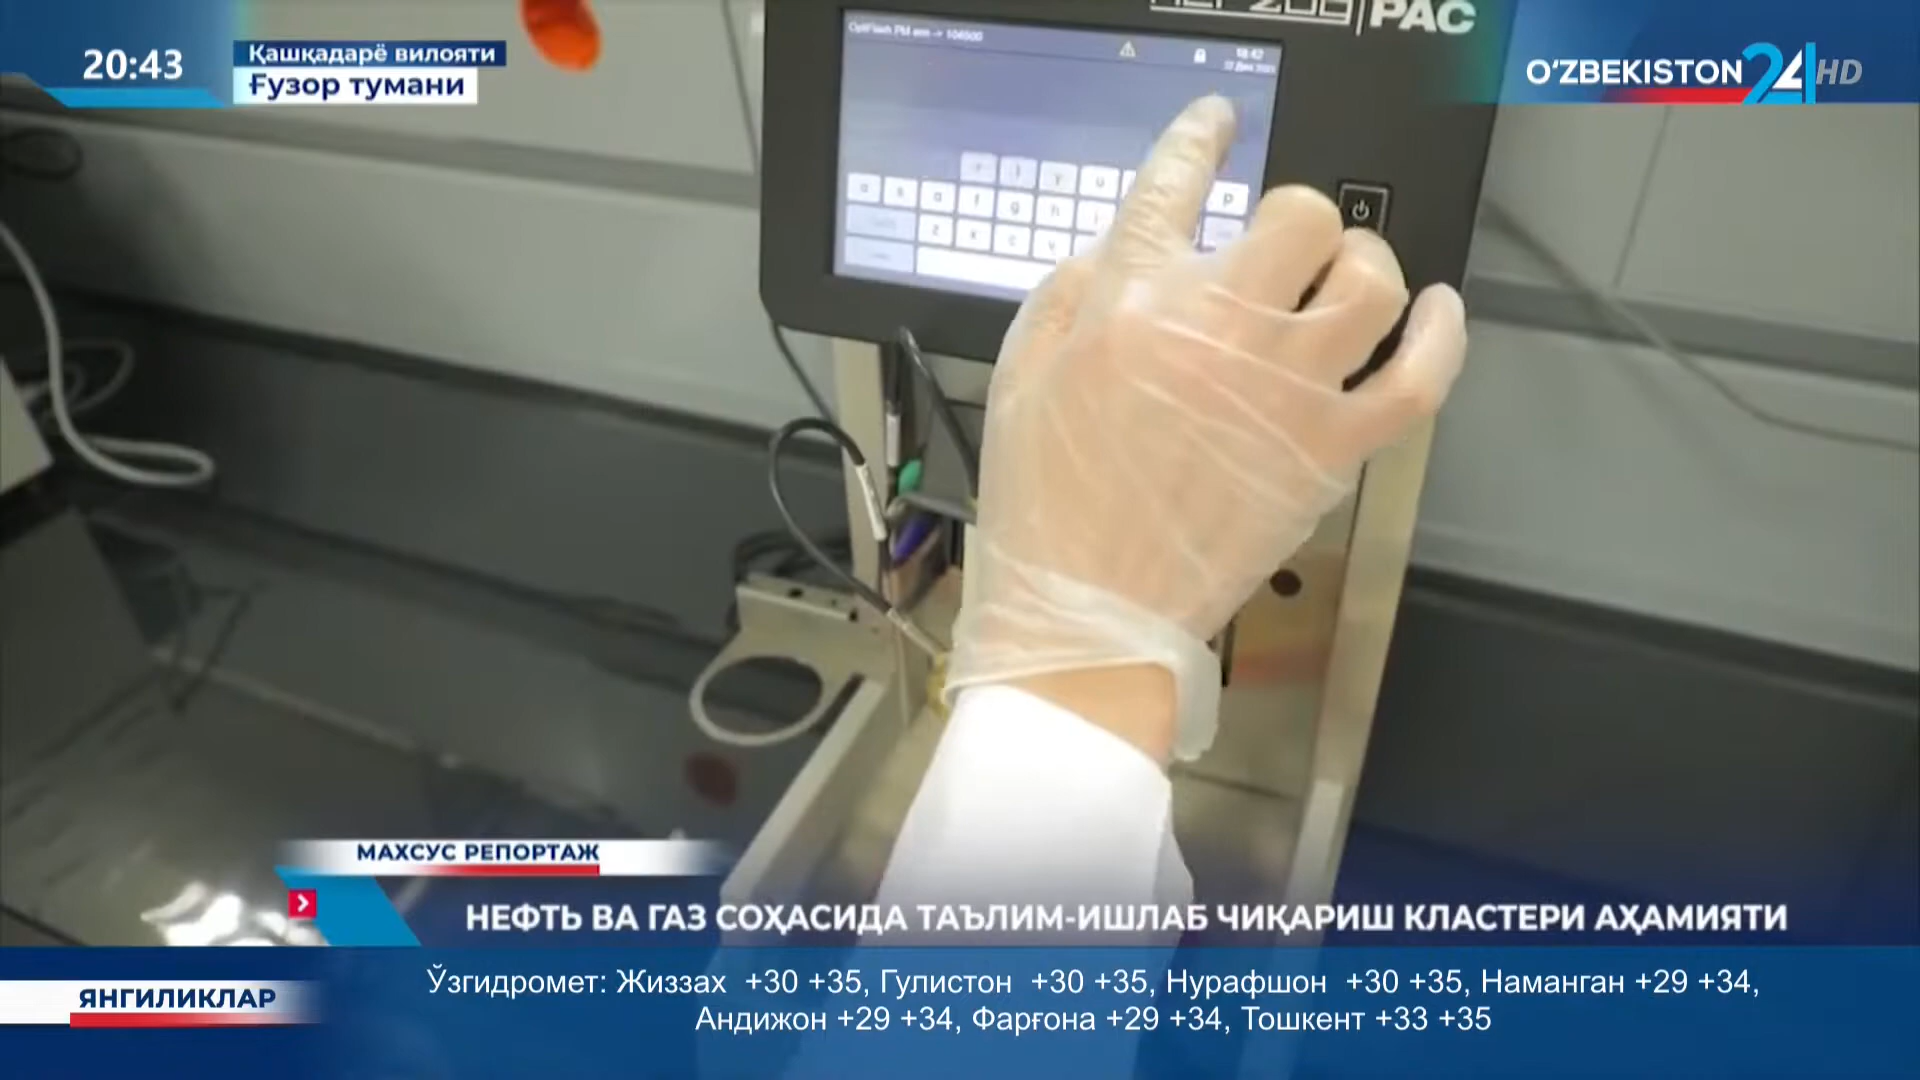 20:43
Қашқадарё вилояти
Ғузор тумани
O‘ZBEKISTON 24 HD
PAC
МАХСУС РЕПОРТАЖ
НЕФТЬ ВА ГАЗ СОҲАСИДА ТАЪЛИМ-ИШЛАБ ЧИҚАРИШ КЛАСТЕРИ АҲАМИЯТИ
ЯНГИЛИКЛАР
Ўзгидромет: Жиззах +30 +35, Гулистон +30 +35, Нурафшон +30 +35, Наманган +29 +34,
Андижон +29 +34, Фарғона +29 +34, Тошкент +33 +35